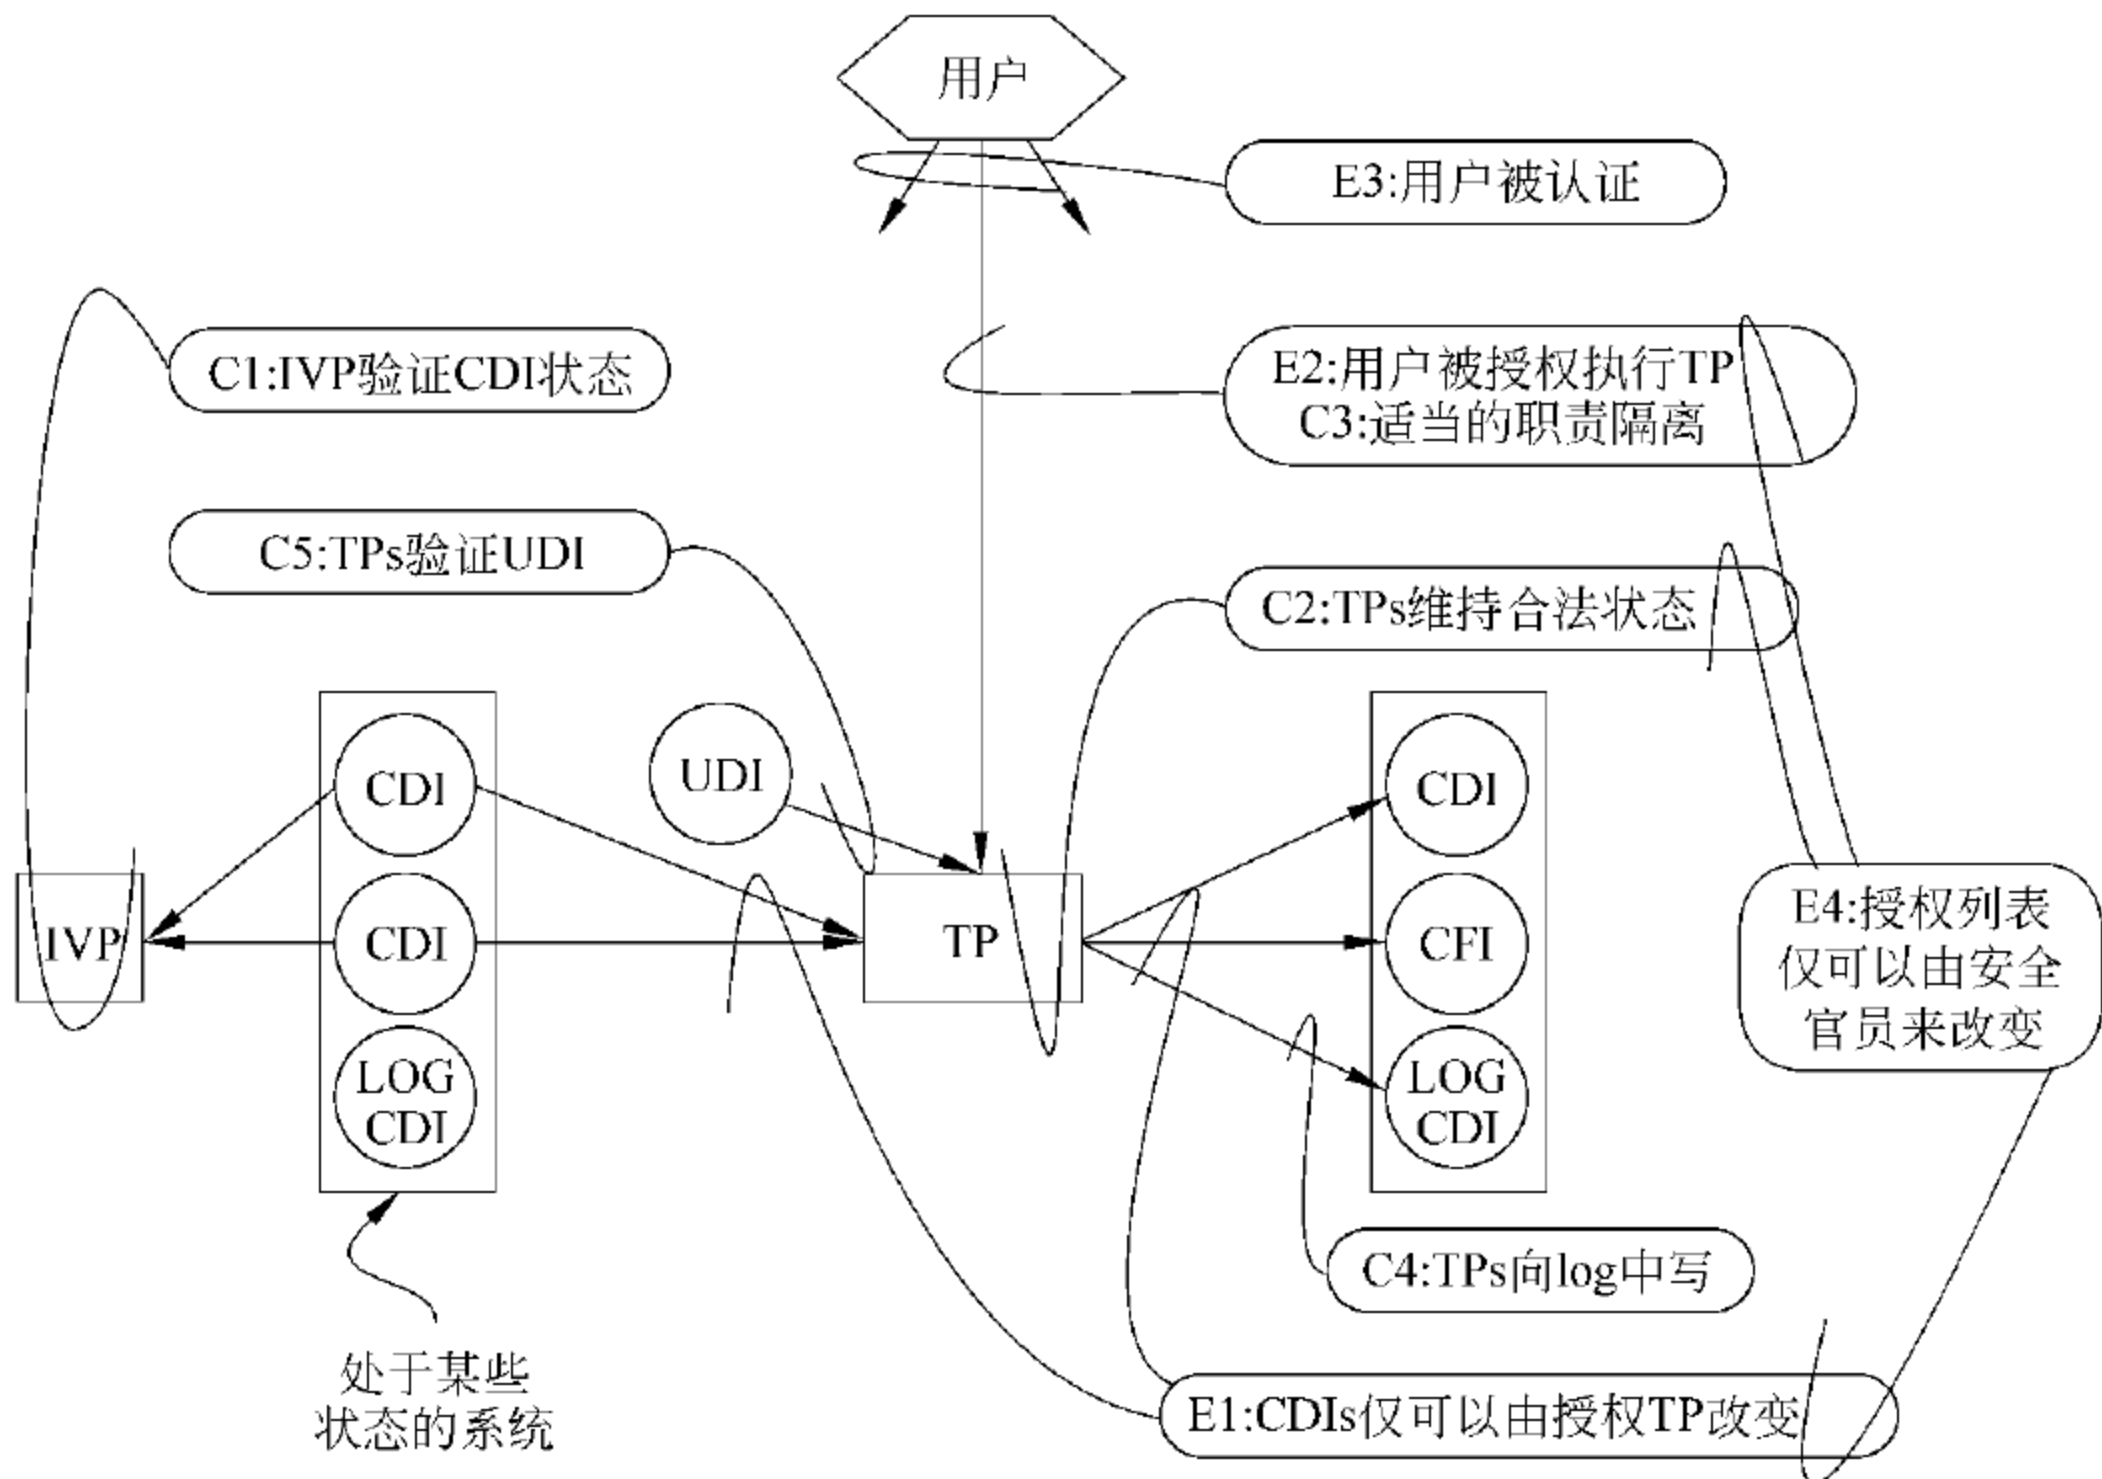 用户
E3:用户被认证
C1:IVP验证CDI状态
E2:用户被授权执行TP
C3:适当的职责隔离
C5:TPs验证UDI
C2:TPs维持合法状态
CDI
UDI
CDI
IVP
CDI
TP
CFI
E4:授权列表
仅可以由安全
官员来改变
LOG
CDI
LOG
CDI
C4:TPs向log中写
处于某些
状态的系统
E1:CDIs仅可以由授权TP改变